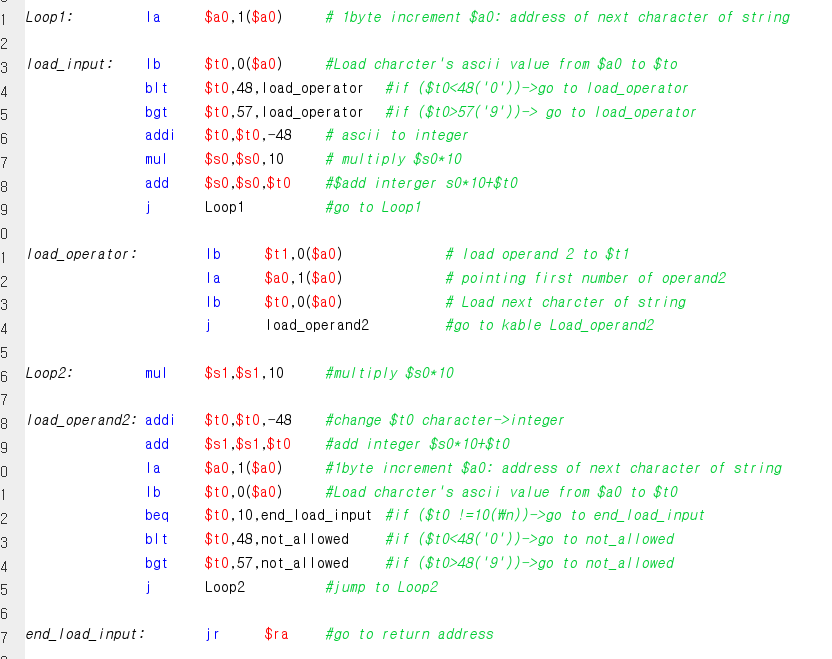 1 Loop1: la $a0,1($a0) # 1byte increment $a0: address of next character of string
2
3 load_input: lb $t0,0($a0) #Load charcter's ascii value from $a0 to $to
4 blt $t0,48,load_operator #if ($t0<48('0'))->go to load_operator
5 bgt $t0,57,load_operator #if ($t0>57('9'))-> go to load_operator
6 addi $t0,$t0,-48 # ascii to integer
7 mul $s0,$s0,10 # multiply $s0*10
8 add $s0,$s0,$t0 #$add interger s0*10+$t0
9 j Loop1 #go to Loop1
0
1 load_operator: lb $t1,0($a0) # load operand 2 to $t1
2 la $a0,1($a0) # pointing first number of operand2
3 lb $t0,0($a0) # Load next charcter of string
4 j load_operand2 #go to kable Load_operand2
5
6 Loop2: mul $s1,$s1,10 #multiply $s0*10
7
8 load_operand2: addi $t0,$t0,-48 #change $t0 character->integer
9 add $s1,$s1,$t0 #add integer $s0*10+$t0
0 la $a0,1($a0) #1byte increment $a0: address of next character of string
1 lb $t0,0($a0) #Load charcter's ascii value from $a0 to $t0
2 beq $t0,10,end_load_input #if ($t0 !=10(₩n))->go to end_load_input
3 blt $t0,48,not_allowed #if ($t0<48('0'))->go to not_allowed
4 bgt $t0,57,not_allowed #if ($t0>48('9'))->go to not_allowed
5 j Loop2 #jump to Loop2
6
7 end_load_input: jr $ra #go to return address